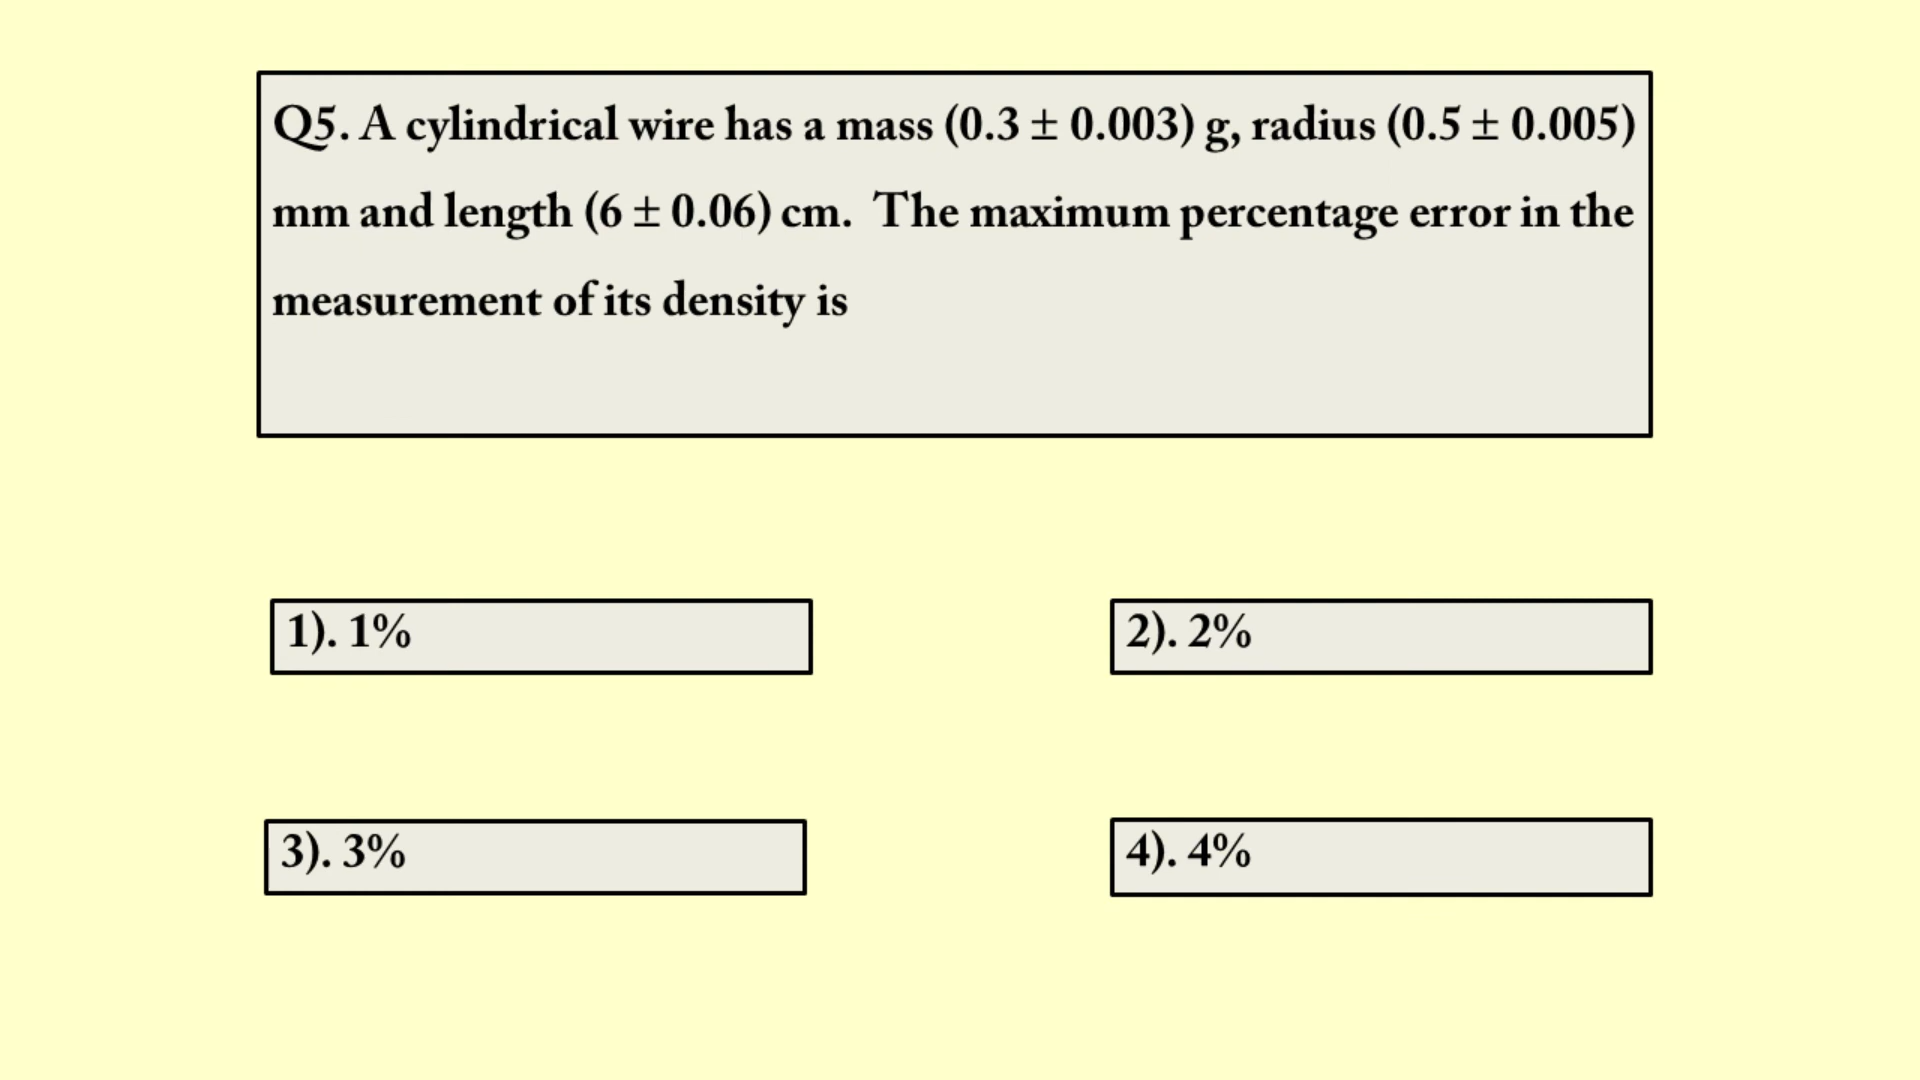 Q5. A cylindrical wire has a mass (0.3 ± 0.003) g, radius (0.5 ± 0.005)
mm and length (6 ± 0.06) cm.  The maximum percentage error in the
measurement of its density is
1). 1%
2). 2%
3). 3%
4). 4%